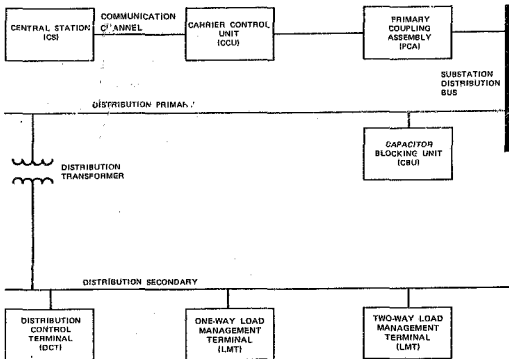 CENTRAL STATION
(CS)
COMMUNICATION
CHANNEL
CARRIER CONTROL
UNIT
(CCU)
PRIMARY
COUPLING
ASSEMBLY
(PCA)
SUBSTATION
DISTRIBUTION
BUS
DISTRIBUTION PRIMARY
CAPACITOR
BLOCKING UNIT
(CBU)
DISTRIBUTION
TRANSFORMER
DISTRIBUTION SECONDARY
DISTRIBUTION
CONTROL
TERMINAL
(DCT)
ONE-WAY LOAD
MANAGEMENT
TERMINAL
(LMT)
TWO-WAY LOAD
MANAGEMENT
TERMINAL
(LMT)